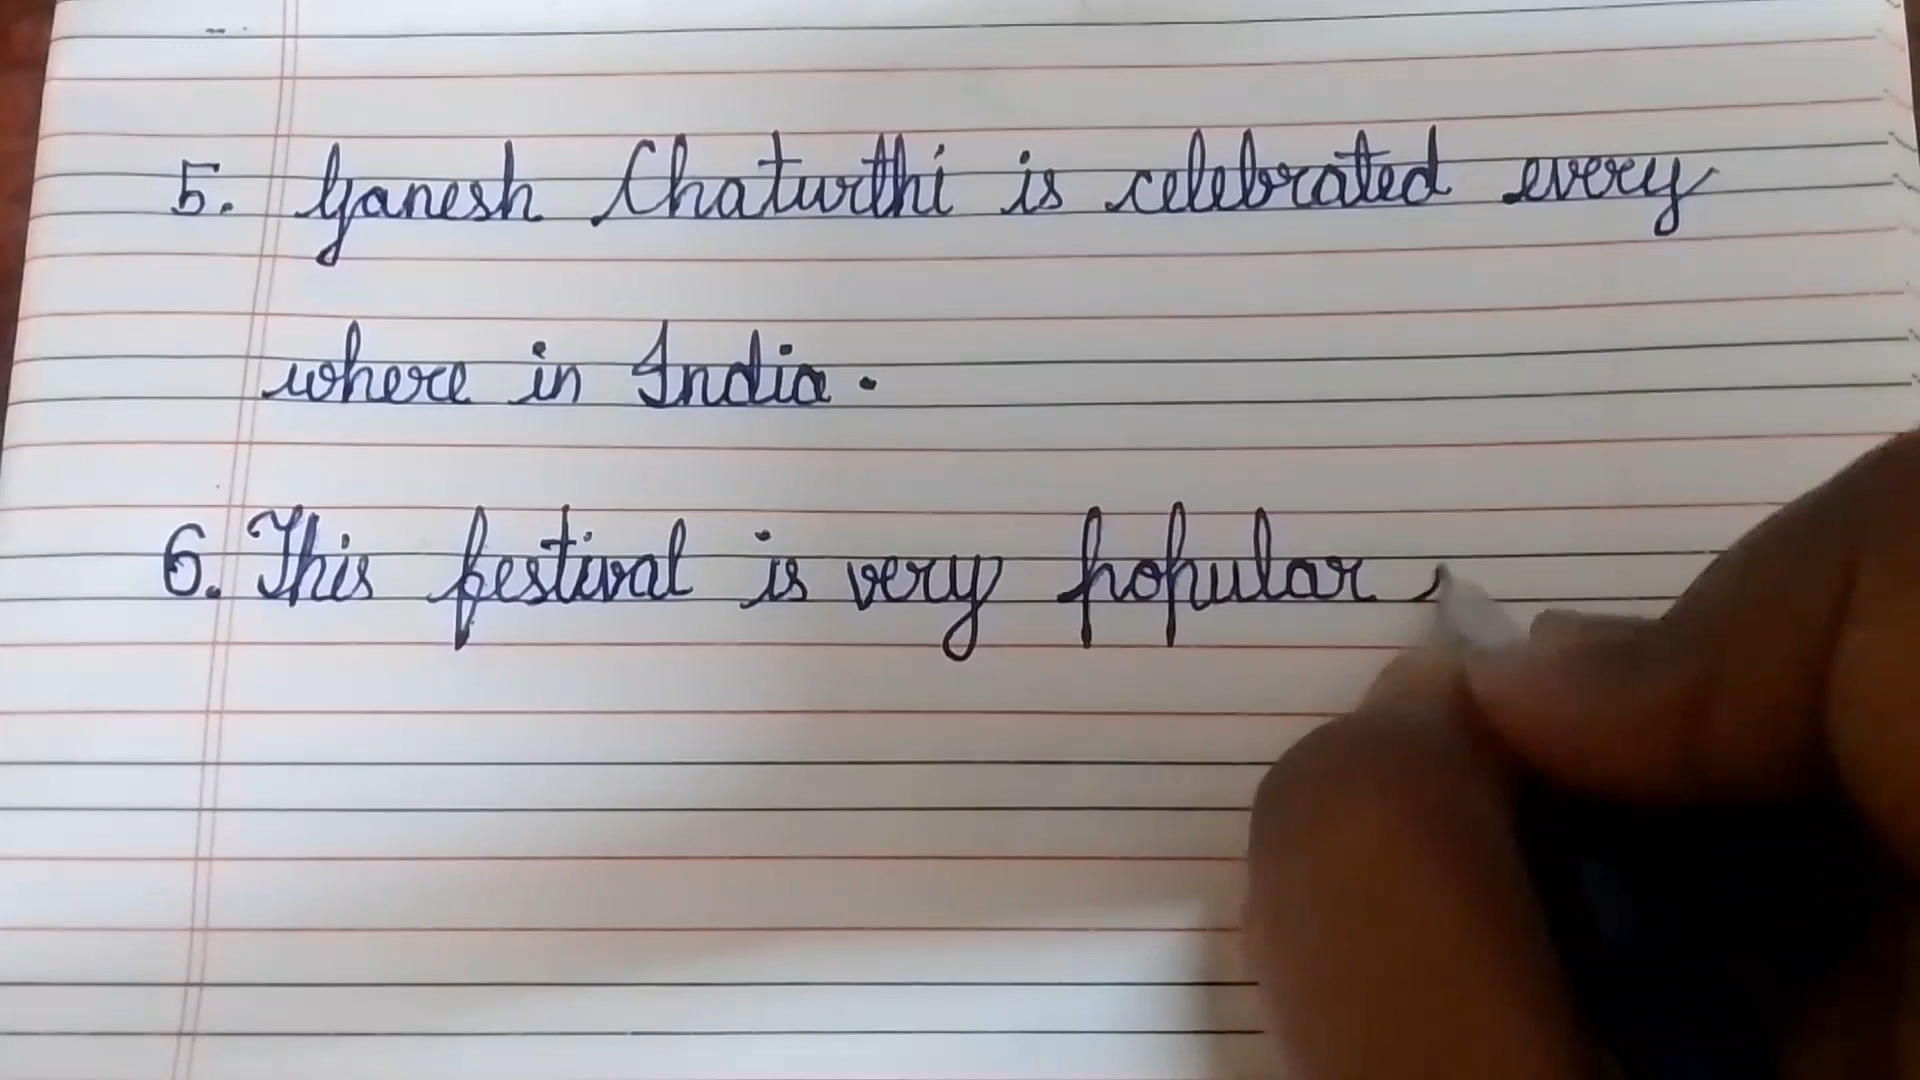 5. Ganesh Chaturthi is celebrated every
where in India.
6. This festival is very popular